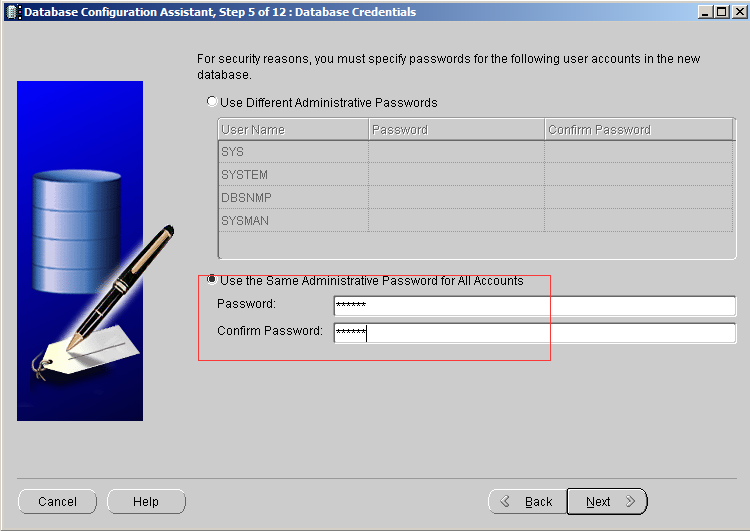 Database Configuration Assistant, Step 5 of 12 : Database Credentials
For security reasons, you must specify passwords for the following user accounts in the new
database.
Use Different Administrative Passwords
User Name Password Confirm Password
SYS
SYSTEM
DBSNMP
SYSMAN
Use the Same Administrative Password for All Accounts
Password: ******
Confirm Password: ******
Cancel Help Back Next